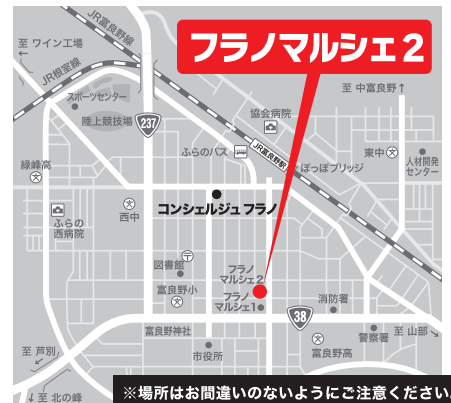 フラノマルシェ2
JR富良野線
至 ワイン工場
JR根室線
スポーツセンター
陸上競技場
237
至 中富良野↑
協会病院
ふらのバス
JR富良野駅
ぽっぽブリッジ
東中
人材開発
センター
緑峰高
ふらの
西病院
西中
コンシェルジュ フラノ
図書館
富良野小
フラノ
マルシェ2
フラノ
マルシェ1
38
消防署
富良野神社
市役所
富良野高
警察署
至 山部
至 芦別
至 北の峰
※場所はお間違いのないようにご注意ください。